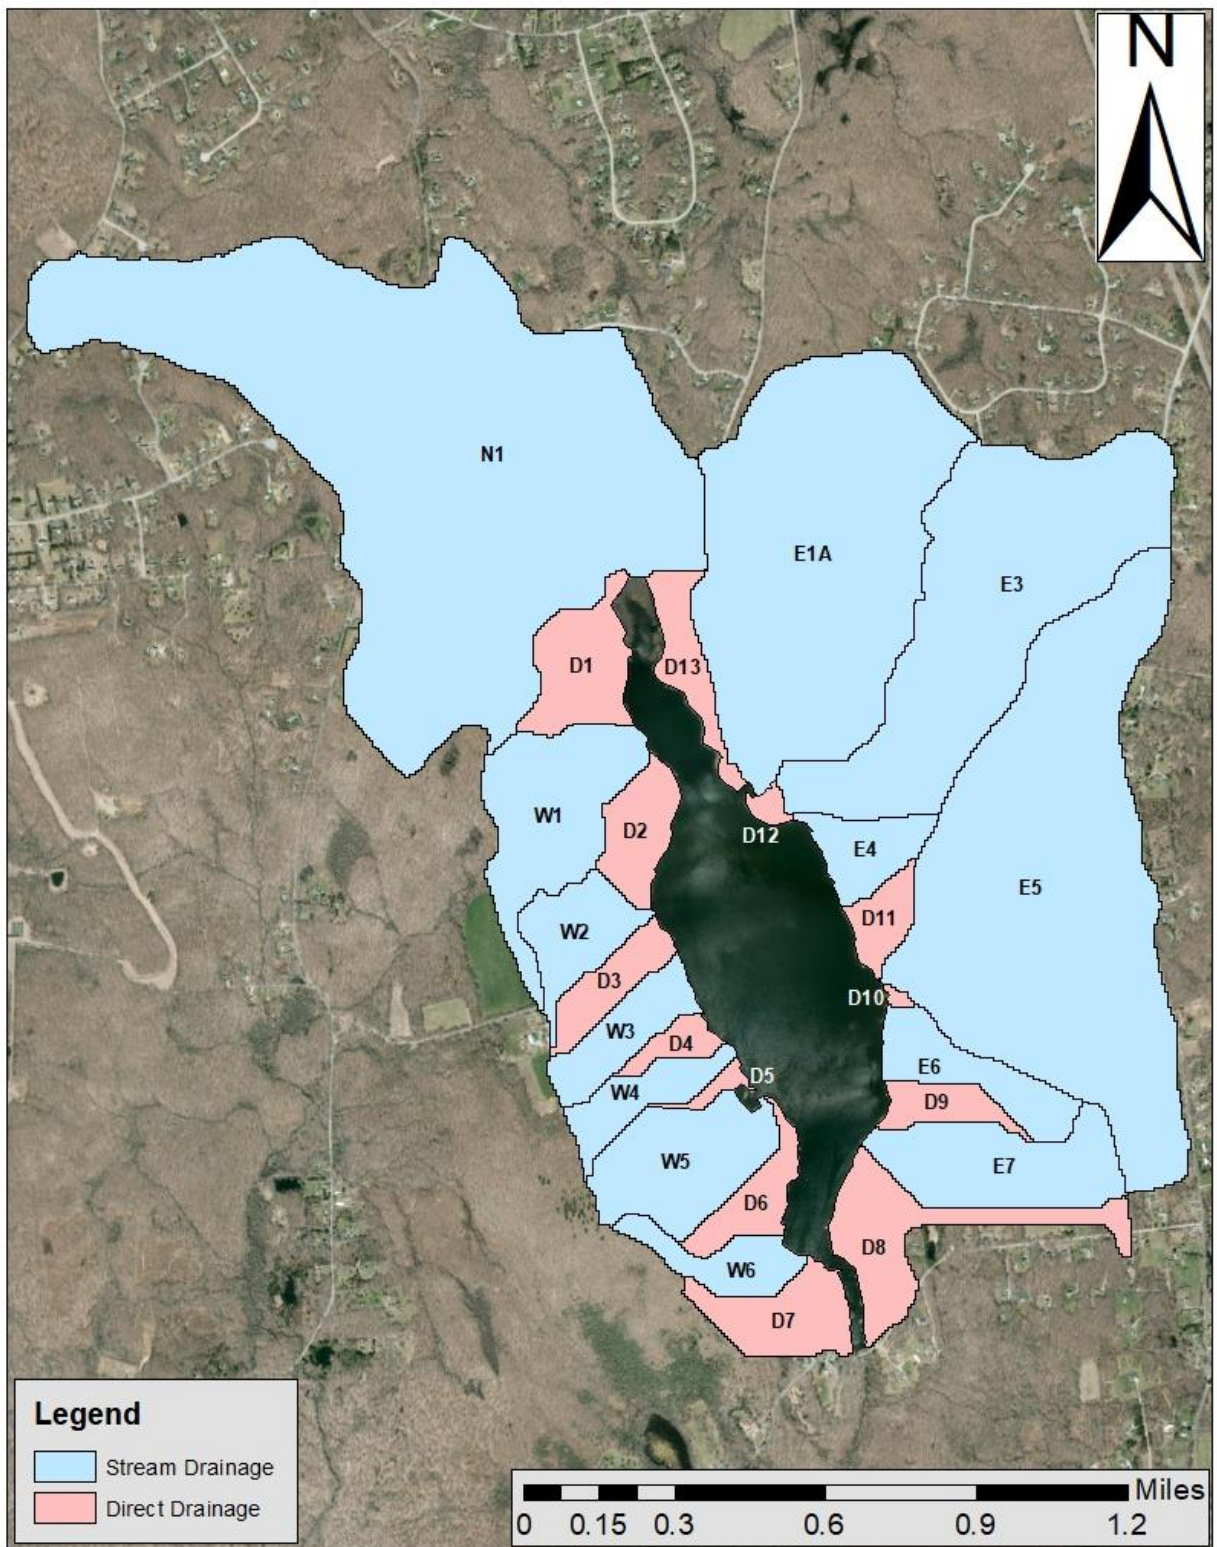 N
N1
E1A
E3
D1
D13
W1
D2
D12
E4
E5
W2
D11
D3
D10
W3
D4
E6
D5
W4
D9
W5
E7
D6
D8
W6
D7
Legend
Stream Drainage
Direct Drainage
Miles
0 0.15 0.3 0.6 0.9 1.2